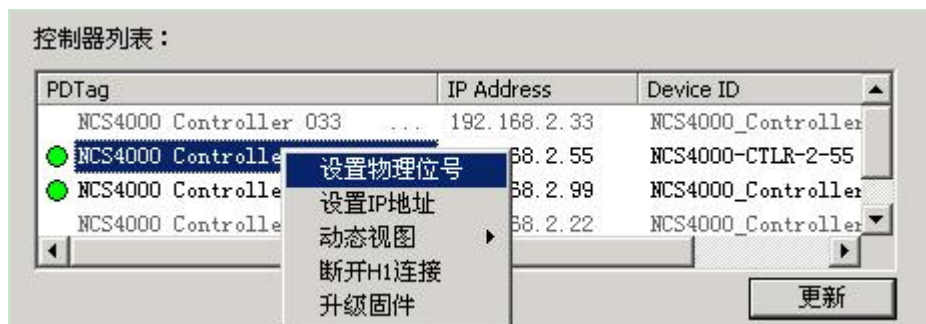 控制器列表：
PDTag IP Address Device ID
NCS4000 Controller 033 ... 192.168.2.33 NCS4000_Controller
NCS4000 Controlle 68.2.55 NCS4000-CTLR-2-55
设置物理位号
NCS4000 Controlle 68.2.99 NCS4000_Controller
设置IP地址
NCS4000 Controlle 68.2.22 NCS4000_Controller
动态视图
断开H1连接
升级固件
更新